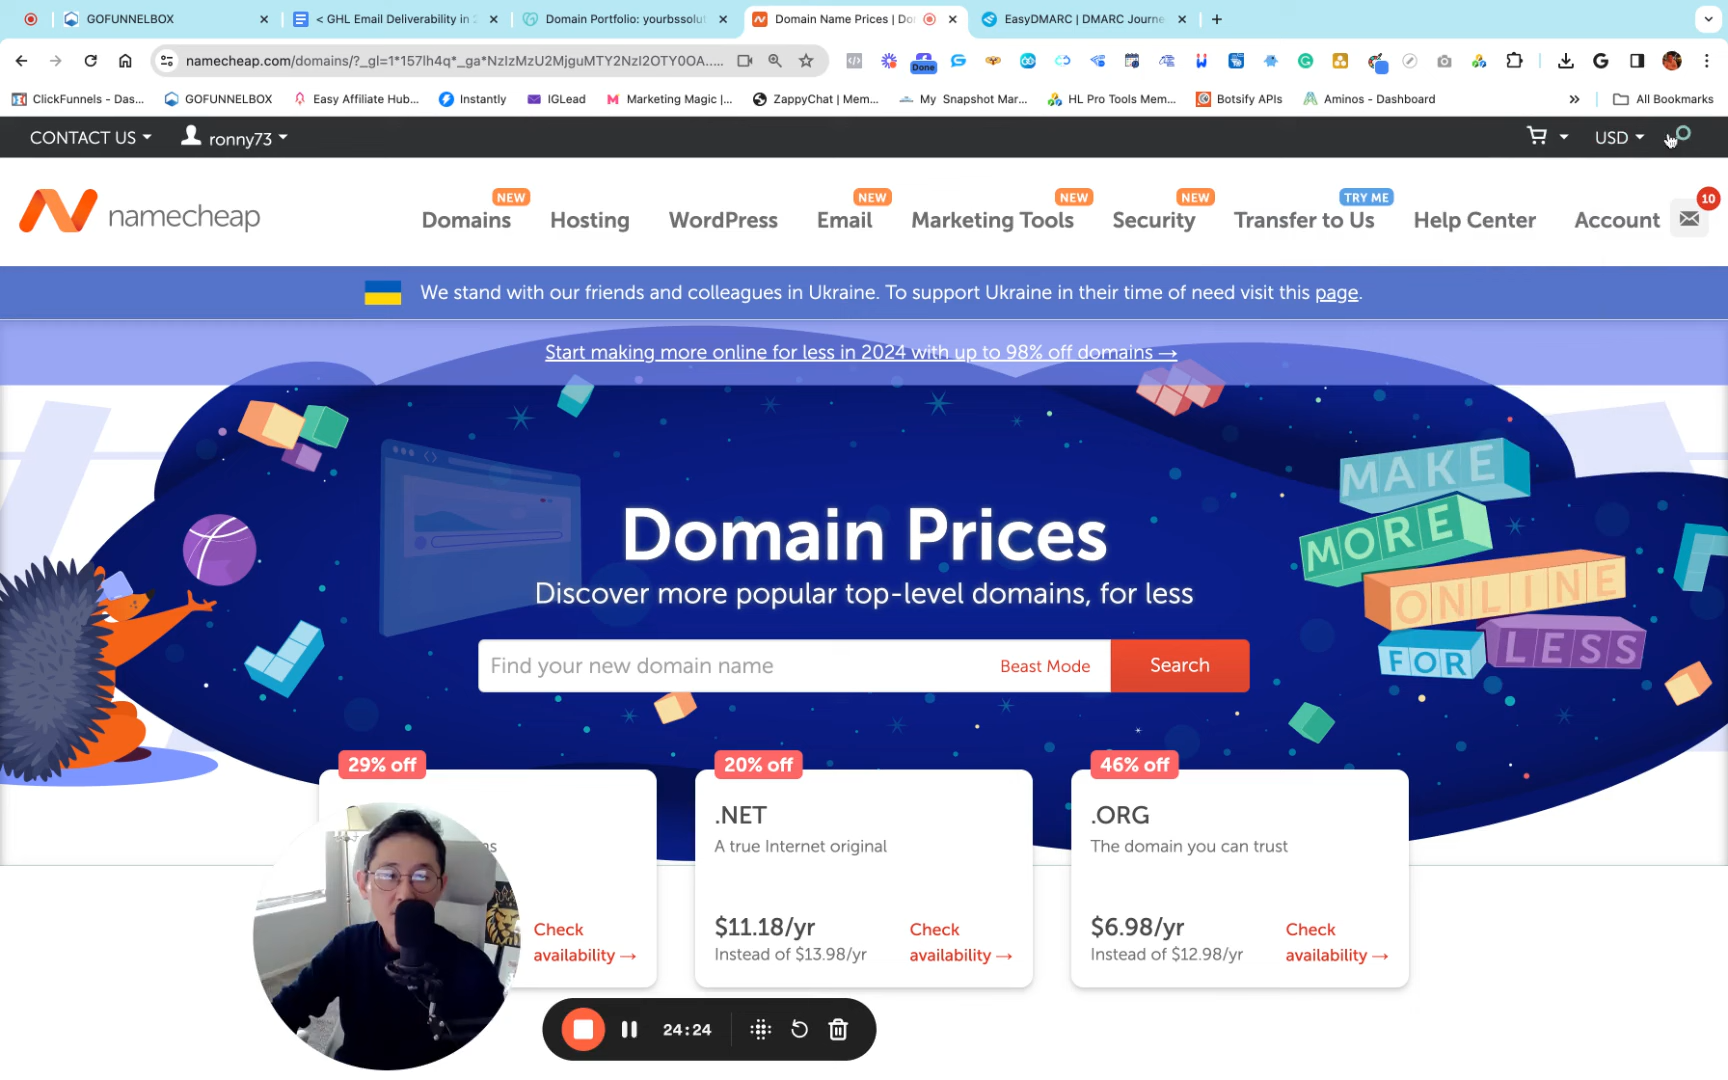 GOFUNNELBOX
< GHL Email Deliverability in 2
Domain Portfolio: yourbssolut
Domain Name Prices | Do
EasyDMARC | DMARC Journe
namecheap.com/domains/?_gl=1*157lh4q*_ga*NzIzMzU2MjguMTY2NzI2OTY0OA.....
Done
ClickFunnels - Das...
GOFUNNELBOX
Easy Affiliate Hub...
Instantly
IGLead
Marketing Magic |...
ZappyChat | Mem...
My Snapshot Mar...
HL Pro Tools Mem...
Botsify APIs
Aminos - Dashboard
»
All Bookmarks
CONTACT US
ronny73
USD
namecheap
NEW
NEW
NEW
NEW
TRY ME
10
Domains
Hosting
WordPress
Email
Marketing Tools
Security
Transfer to Us
Help Center
Account
We stand with our friends and colleagues in Ukraine. To support Ukraine in their time of need visit this page.
Start making more online for less in 2024 with up to 98% off domains →
MAKE
MORE
ONLINE
FOR LESS
Domain Prices
Discover more popular top-level domains, for less
Find your new domain name
Beast Mode
Search
29% off
20% off
46% off
.NET
.ORG
A true Internet original
The domain you can trust
Check
availability →
$11.18/yr
Instead of $13.98/yr
Check
availability →
$6.98/yr
Instead of $12.98/yr
Check
availability →
24:24